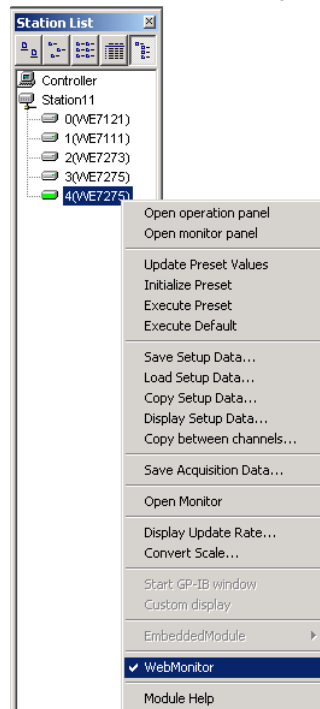 Station List
Controller
Station11
0(WE7121)
1(WE7111)
2(WE7273)
3(WE7275)
4(WE7275)
Open operation panel
Open monitor panel
Update Preset Values
Initialize Preset
Execute Preset
Execute Default
Save Setup Data...
Load Setup Data...
Copy Setup Data...
Display Setup Data...
Copy between channels...
Save Acquisition Data...
Open Monitor
Display Update Rate...
Convert Scale...
Start GP-IB window
Custom display
EmbeddedModule
WebMonitor
Module Help